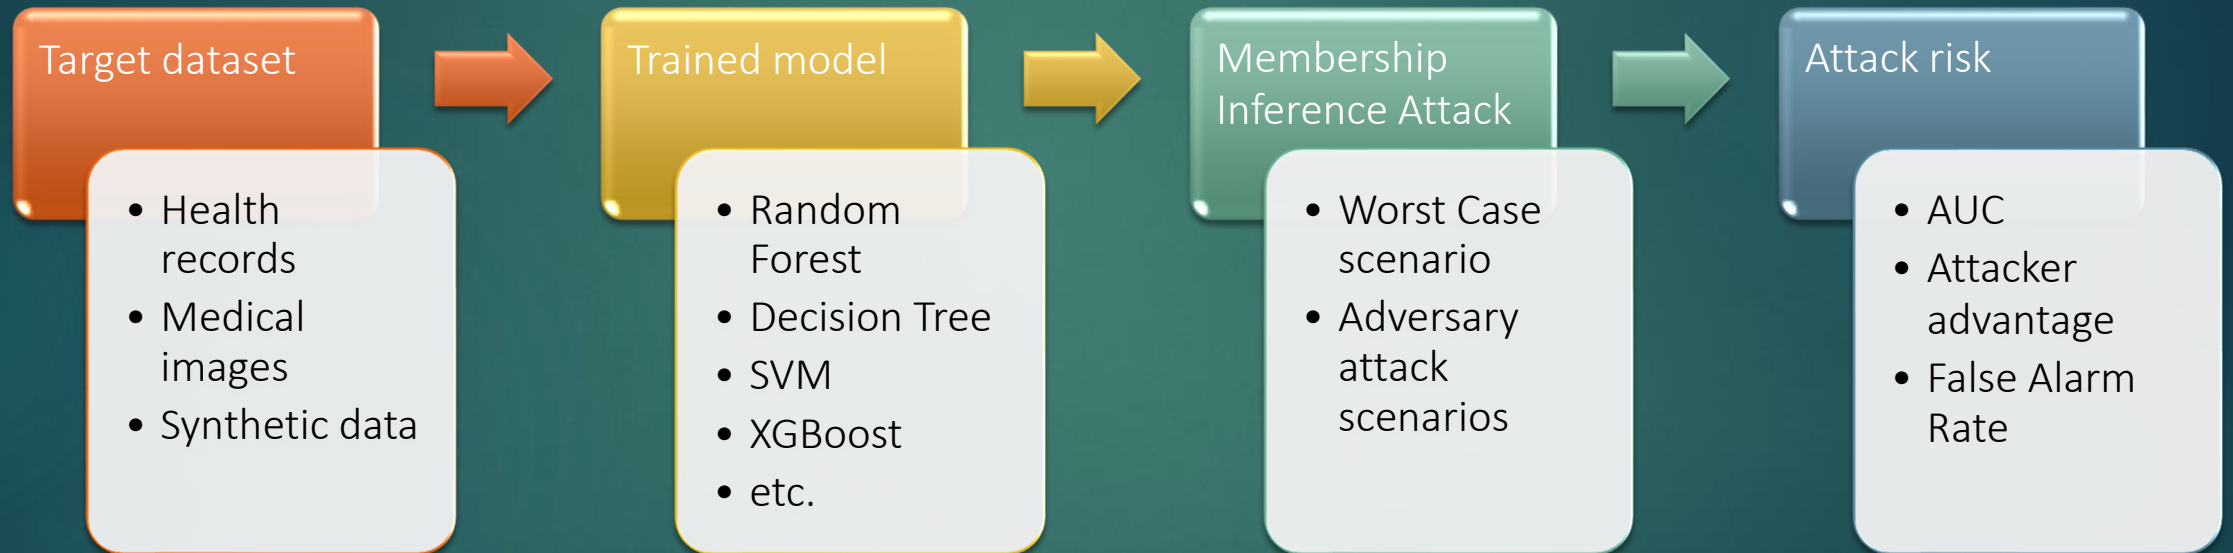 Target dataset
• Health
records
• Medical
images
• Synthetic data
Trained model
• Random
Forest
• Decision Tree
• SVM
• XGBoost
• etc.
Membership
Inference Attack
• Worst Case
scenario
• Adversary
attack
scenarios
Attack risk
• AUC
• Attacker
advantage
• False Alarm
Rate